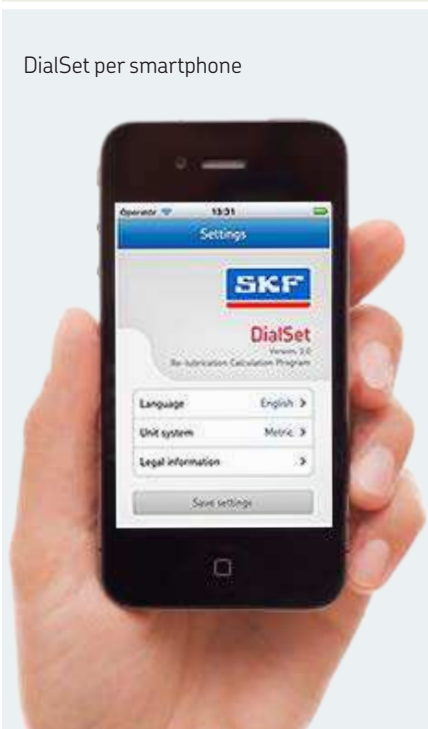 DialSet per smartphone
Operator 13:31
Settings
SKF
DialSet
Version 2.0
Re-lubrication Calculation Program
Language English
Unit system Metric
Legal information
Save settings